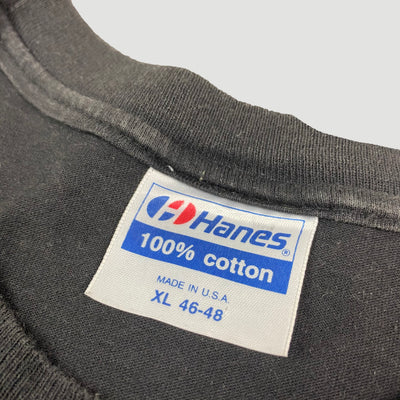 Hanes®
100% cotton
MADE IN U.S.A.
XL 46-48